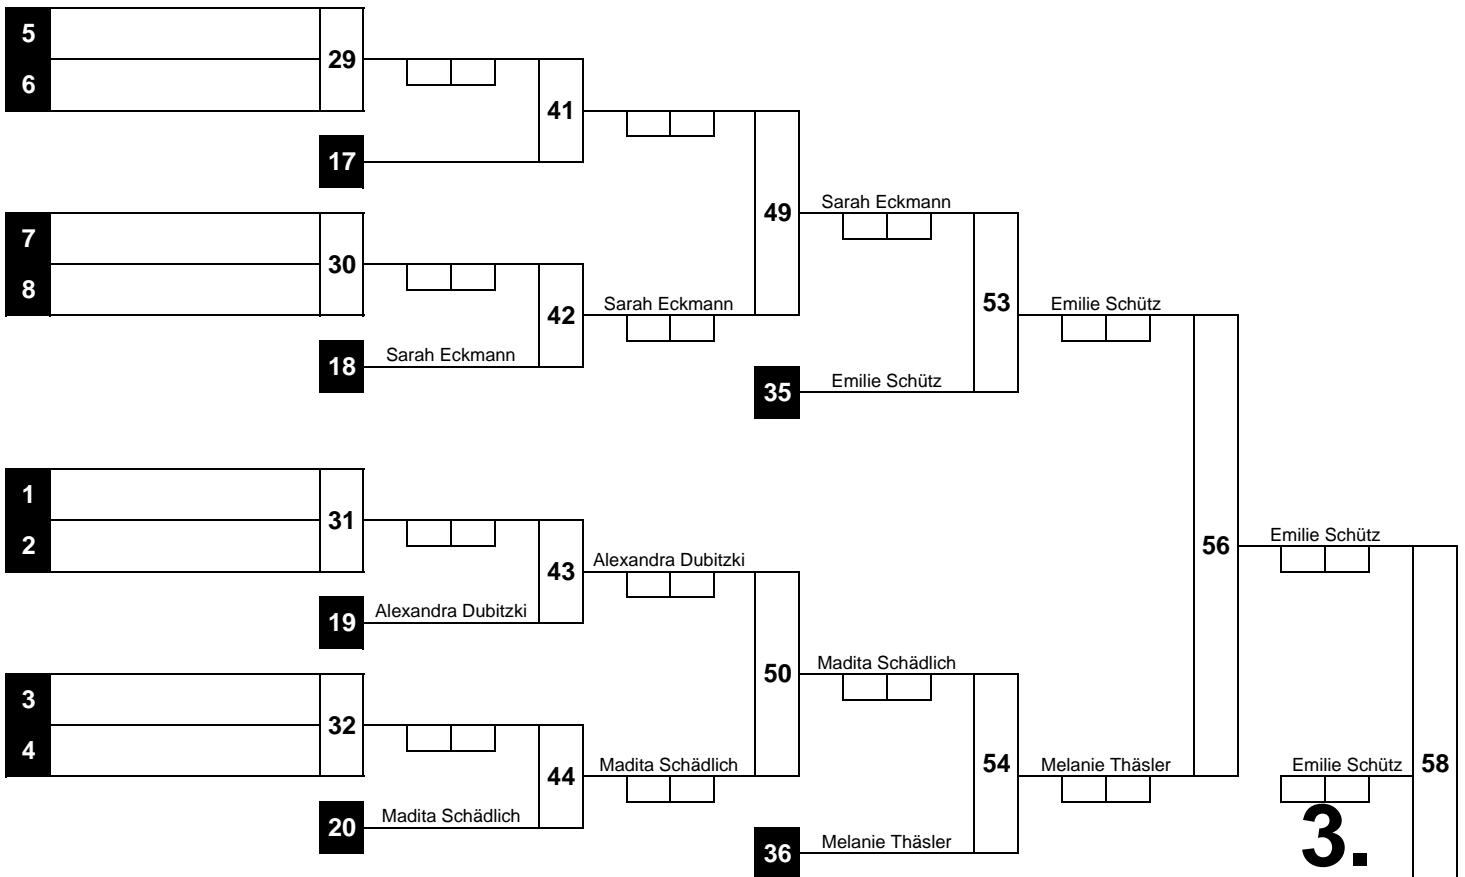 5
29
6
41
17
49
Sarah Eckmann
7
30
8
42
Sarah Eckmann
53
Emilie Schütz
18
Sarah Eckmann
35
Emilie Schütz
1
31
2
43
Alexandra Dubitzki
56
Emilie Schütz
19
Alexandra Dubitzki
50
Madita Schädlich
3
32
4
44
Madita Schädlich
54
Melanie Thäsler
Emilie Schütz
58
20
Madita Schädlich
36
Melanie Thäsler
3.